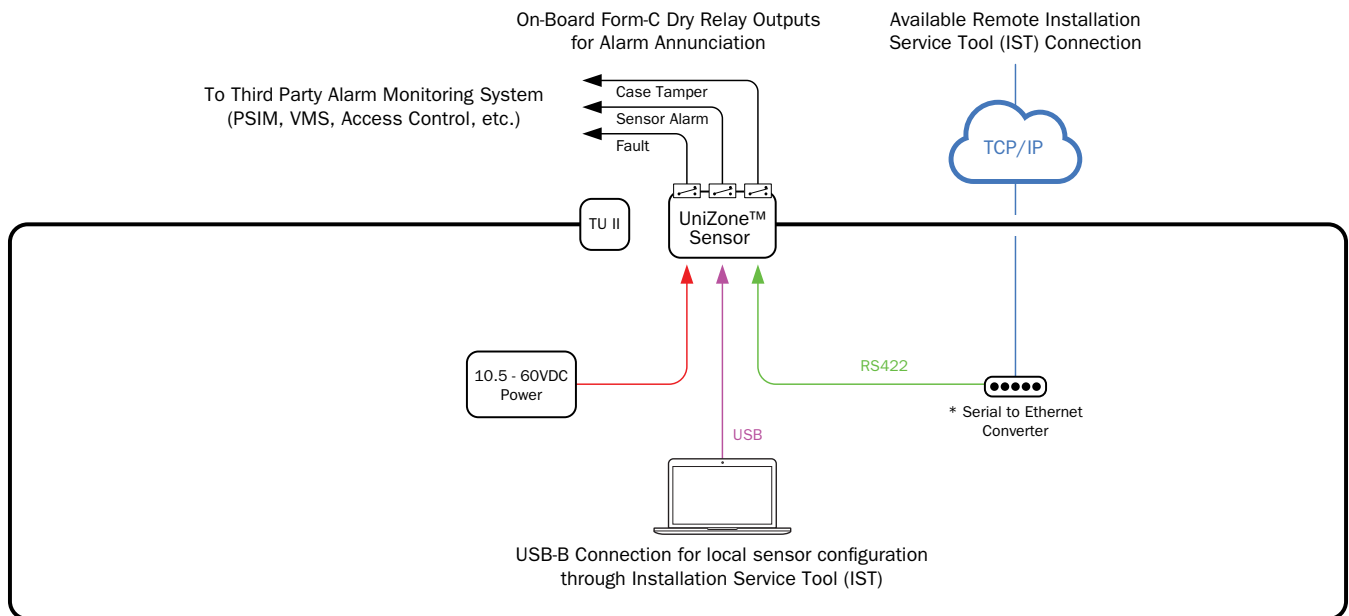 On-Board Form-C Dry Relay Outputs
for Alarm Annunciation
Available Remote Installation
Service Tool (IST) Connection
To Third Party Alarm Monitoring System
(PSIM, VMS, Access Control, etc.)
Case Tamper
Sensor Alarm
Fault
TCP/IP
TU II
UniZone™
Sensor
10.5 - 60VDC
Power
RS422
* Serial to Ethernet
Converter
USB
USB-B Connection for local sensor configuration
through Installation Service Tool (IST)